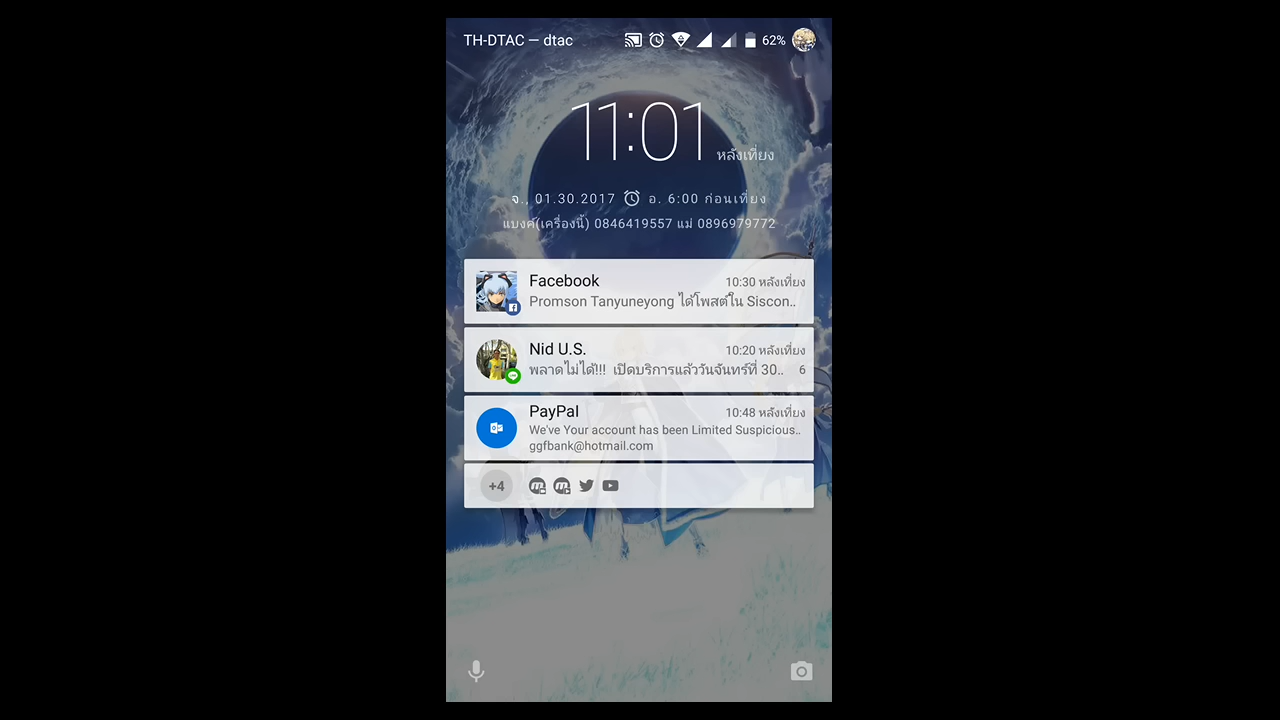 TH-DTAC — dtac
62%
11:01 หลังเที่ยง
จ., 01.30.2017 อ. 6:00 ก่อนเที่ยง
แบงค์(เครื่องนี้) 0846419557 แม่ 0896979772
Facebook 10:30 หลังเที่ยง
Promson Tanyuneyong ได้โพสต์ใน Siscon..
Nid U.S. 10:20 หลังเที่ยง
พลาดไม่ได้!!! เปิดบริการแล้ววันจันทร์ที่ 30.. 6
PayPal 10:48 หลังเที่ยง
We've Your account has been Limited Suspicious..
ggfbank@hotmail.com
+4